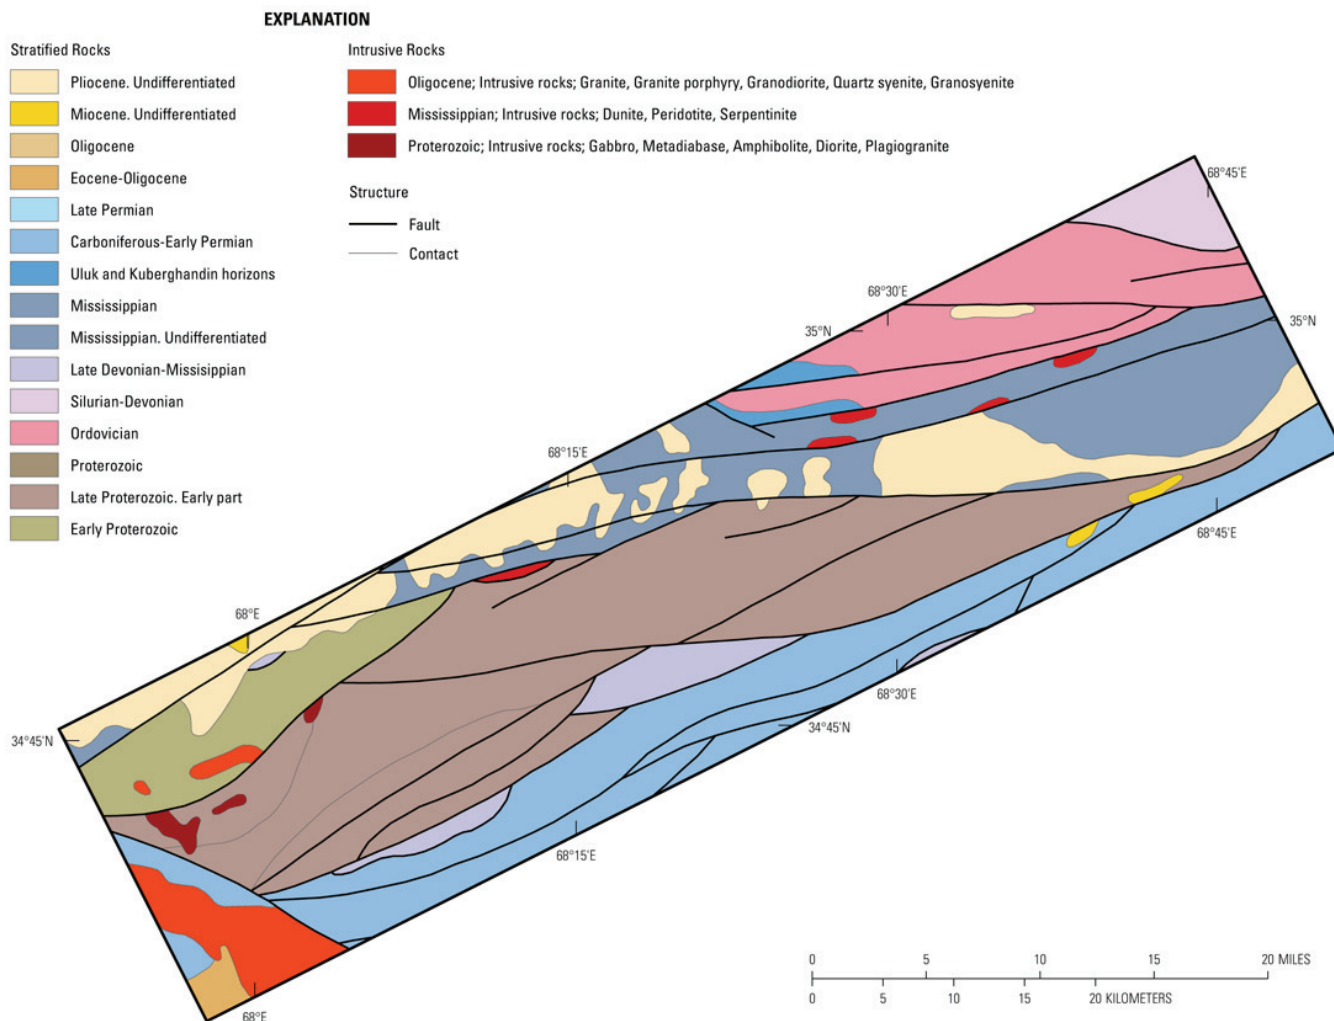 EXPLANATION
Stratified Rocks
Pliocene. Undifferentiated
Miocene. Undifferentiated
Oligocene
Eocene-Oligocene
Late Permian
Carboniferous-Early Permian
Uluk and Kuberghandin horizons
Mississippian
Mississippian. Undifferentiated
Late Devonian-Missisippian
Silurian-Devonian
Ordovician
Proterozoic
Late Proterozoic. Early part
Early Proterozoic
Intrusive Rocks
Oligocene; Intrusive rocks; Granite, Granite porphyry, Granodiorite, Quartz syenite, Granosyenite
Mississippian; Intrusive rocks; Dunite, Peridotite, Serpentinite
Proterozoic; Intrusive rocks; Gabbro, Metadiabase, Amphibolite, Diorite, Plagiogranite
Structure
Fault
Contact
68°45'E
68°30'E
35°N
35°N
68°15'E
68°45'E
68°E
68°30'E
34°45'N
34°45'N
68°15'E
68°E
0 5 10 15 20 MILES
0 5 10 15 20 KILOMETERS